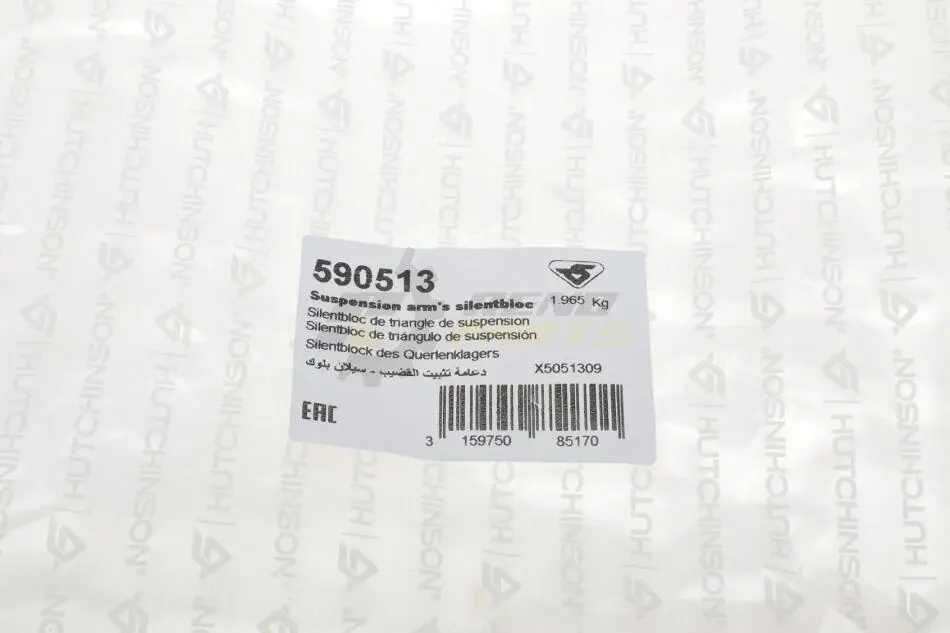 590513
1.965 Kg
Suspension arm's silentbloc
Silentbloc de triangle de suspension
Silentbloc de triángulo de suspensión
Silentblock des Querlenklagers
دعامة تثبيت القضيب - سيلان بلوك
X5051309
EAC
3 159750 85170
HUTCHINSON